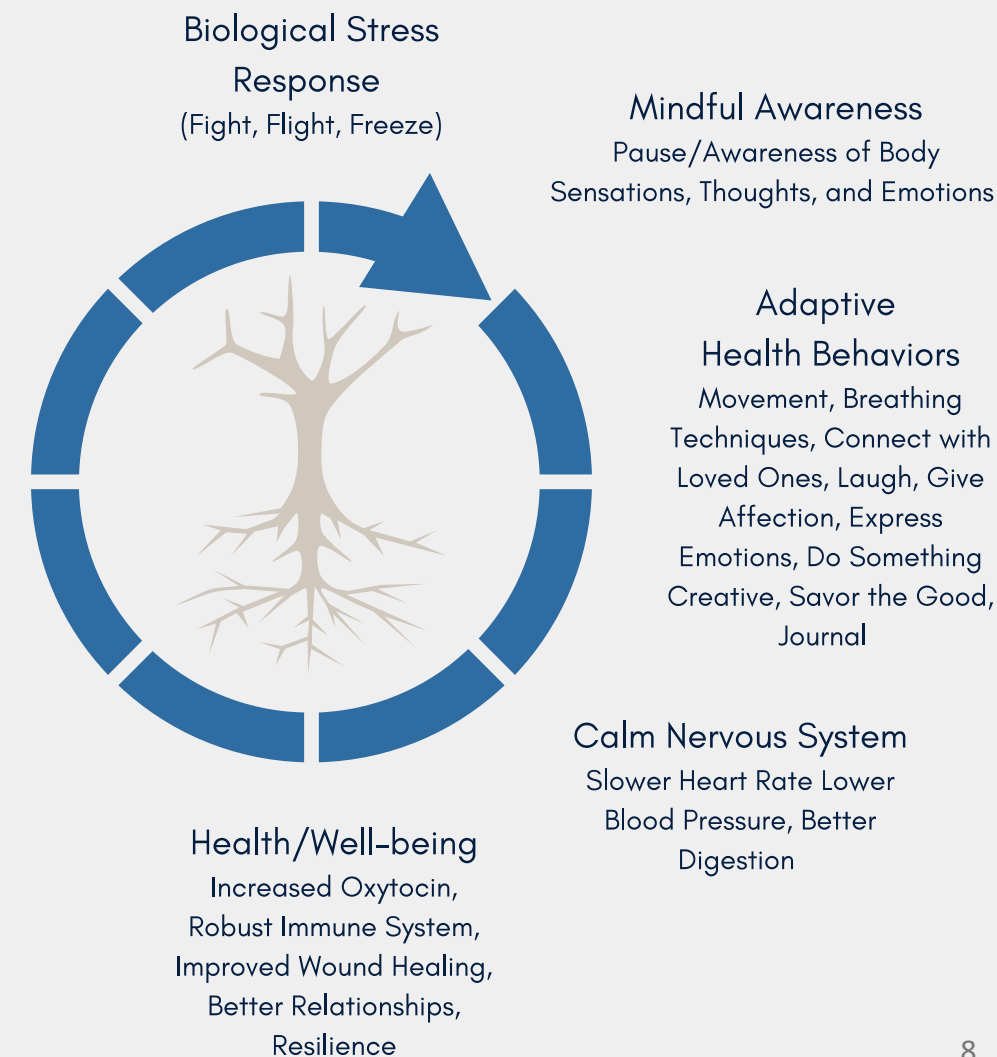 Biological Stress
Response
(Fight, Flight, Freeze)
Mindful Awareness
Pause/Awareness of Body
Sensations, Thoughts, and Emotions
Adaptive
Health Behaviors
Movement, Breathing
Techniques, Connect with
Loved Ones, Laugh, Give
Affection, Express
Emotions, Do Something
Creative, Savor the Good,
Journal
Calm Nervous System
Slower Heart Rate Lower
Blood Pressure, Better
Digestion
Health/Well-being
Increased Oxytocin,
Robust Immune System,
Improved Wound Healing,
Better Relationships,
Resilience
8